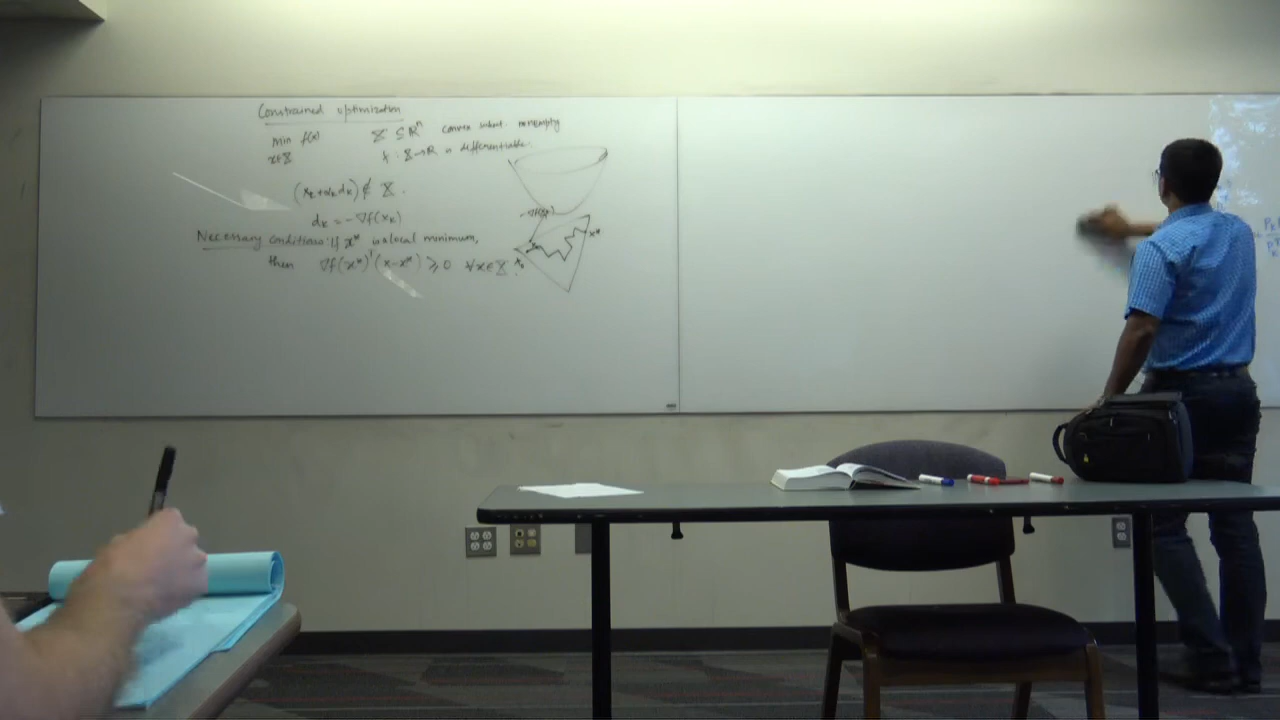 Constrained optimization
min f(x) X ⊆ ℝⁿ convex subset nonempty
x∈X f : X→ℝ is differentiable.
(xₖ+αₖdₖ) ∉ X .
dₖ = -∇f(xₖ)
Necessary conditions: If x* is a local minimum,
then ∇f(x*)ᵀ(x-x*) ≥ 0 ∀x∈X.
x*
x₀